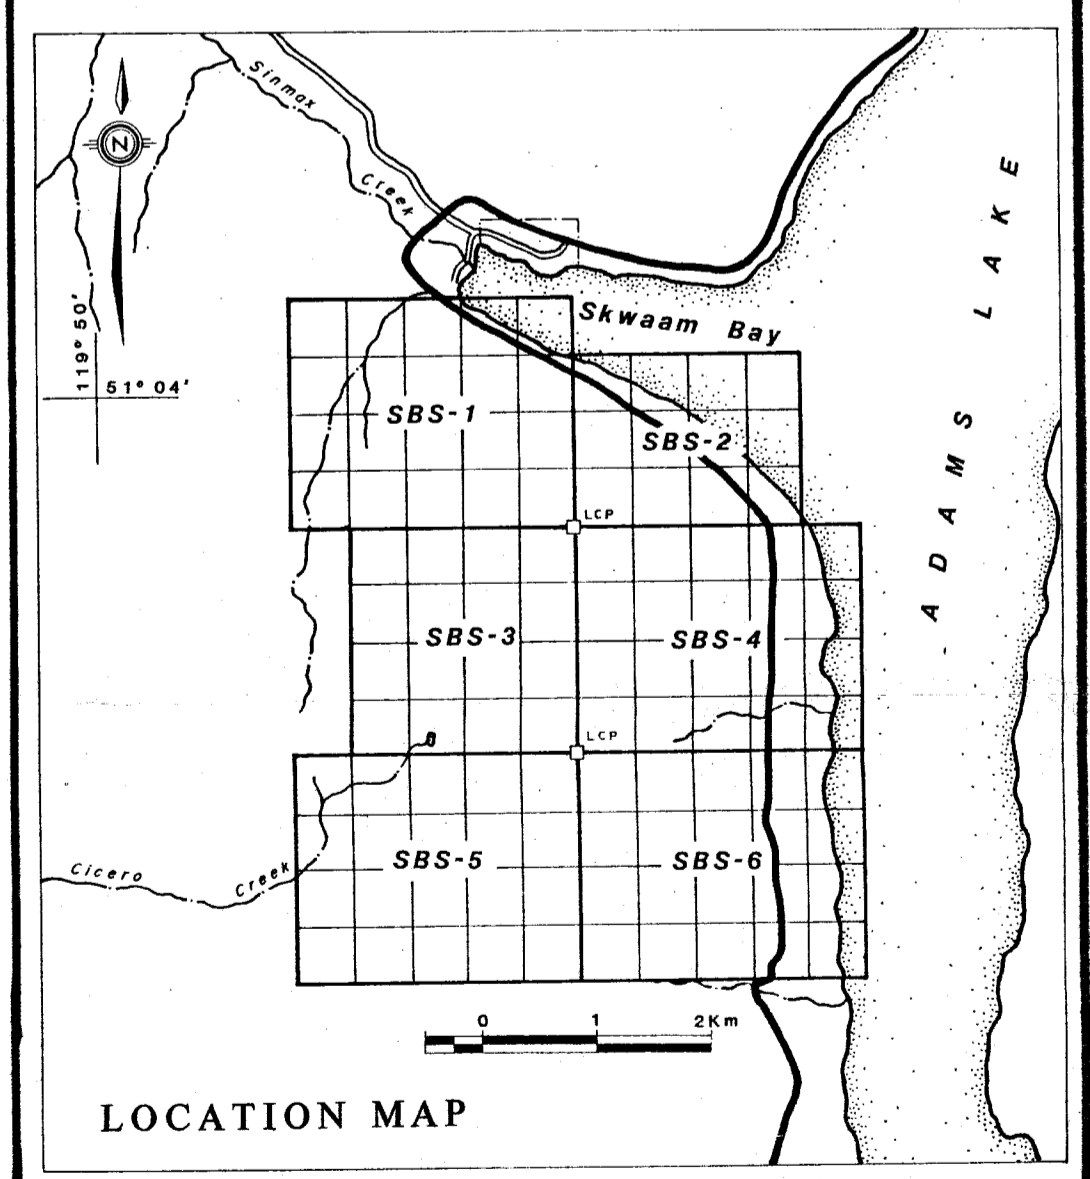 Sinmax
Creek
N
119° 50'
51° 04'
Skwaam Bay
ADAMS LAKE
SBS-1
SBS-2
LCP
SBS-3
SBS-4
LCP
SBS-5
SBS-6
Cicero Creek
0 1 2Km
LOCATION MAP